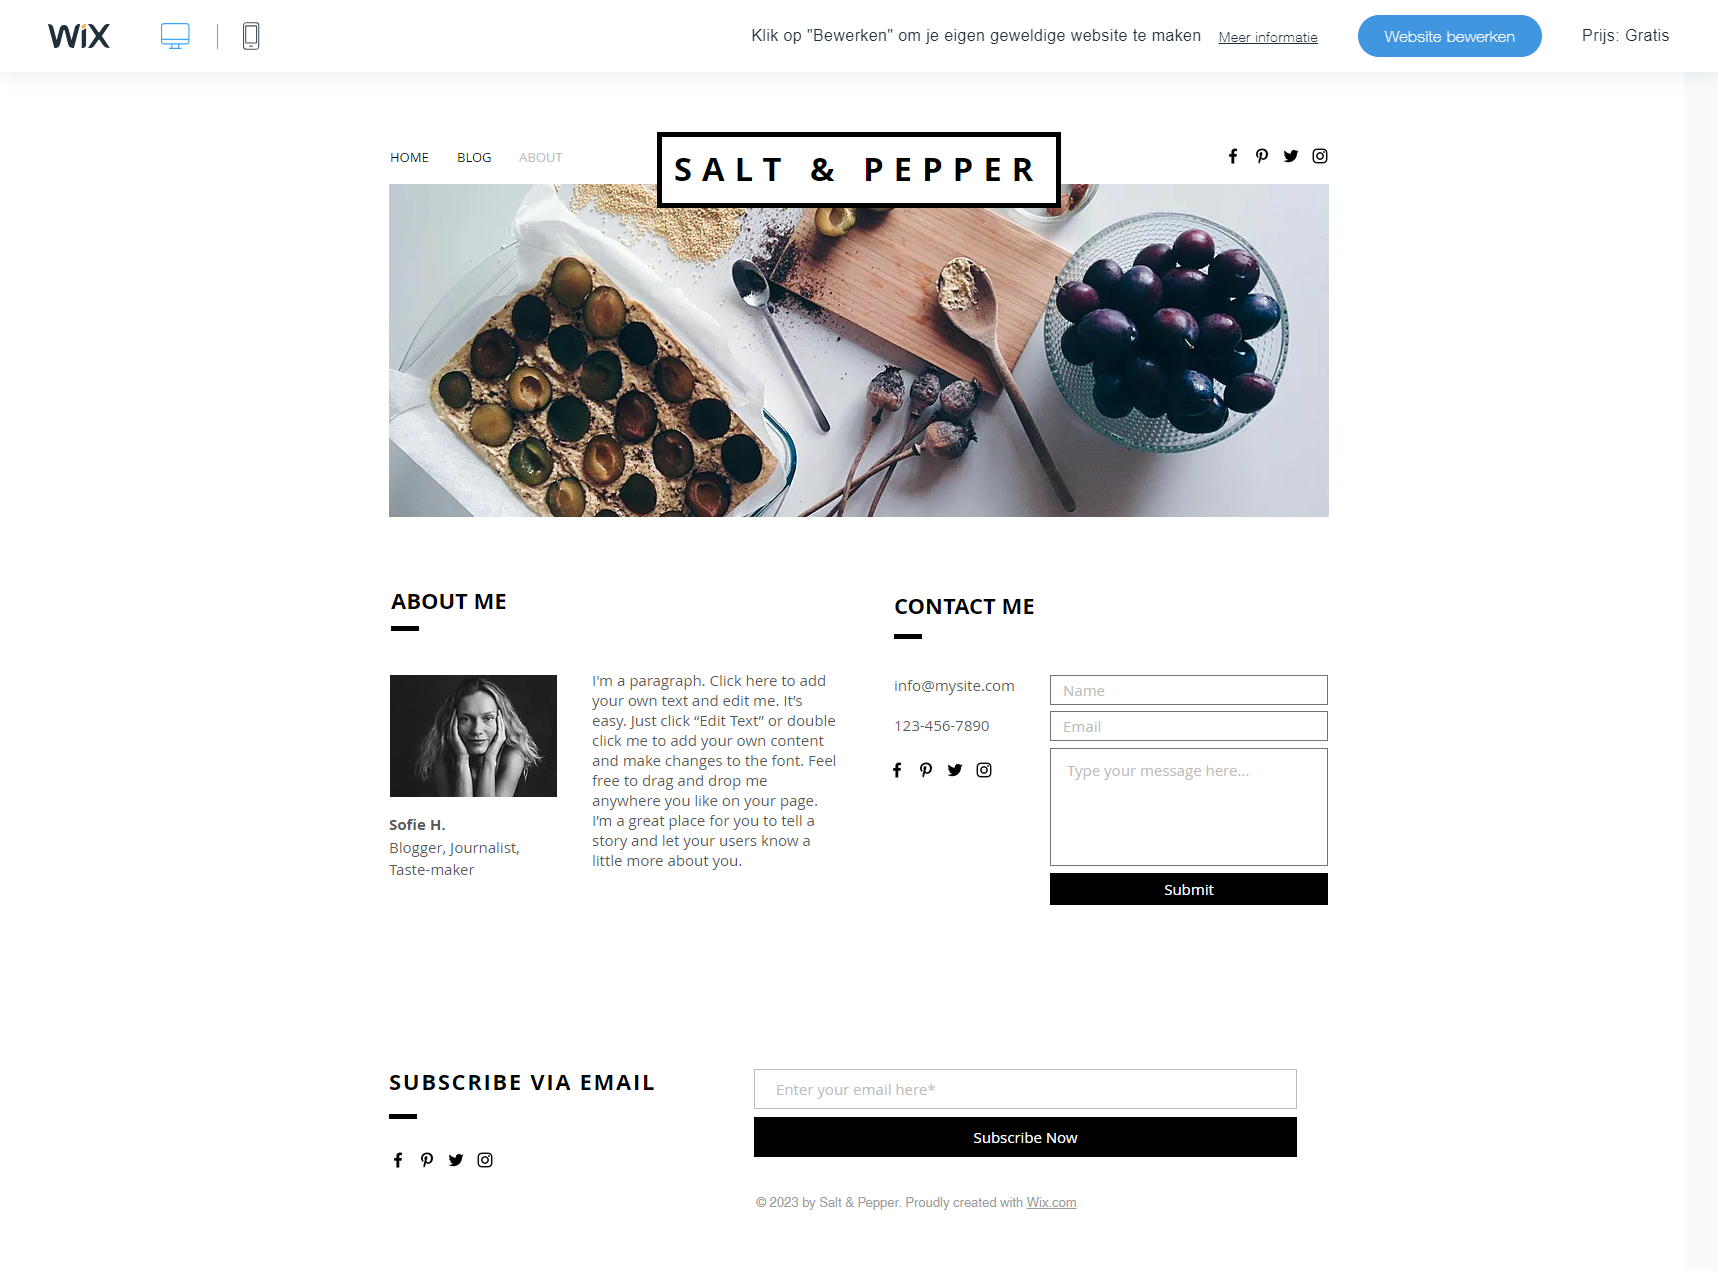 WiX
Klik op "Bewerken" om je eigen geweldige website te maken
Meer informatie
Website bewerken
Prijs: Gratis
HOME
BLOG
ABOUT
SALT & PEPPER
ABOUT ME
I'm a paragraph. Click here to add
your own text and edit me. It’s
easy. Just click “Edit Text” or double
click me to add your own content
and make changes to the font. Feel
free to drag and drop me
anywhere you like on your page.
I’m a great place for you to tell a
story and let your users know a
little more about you.
Sofie H.
Blogger, Journalist,
Taste-maker
CONTACT ME
info@mysite.com
123-456-7890
Name
Email
Type your message here...
Submit
SUBSCRIBE VIA EMAIL
Enter your email here*
Subscribe Now
© 2023 by Salt & Pepper. Proudly created with Wix.com